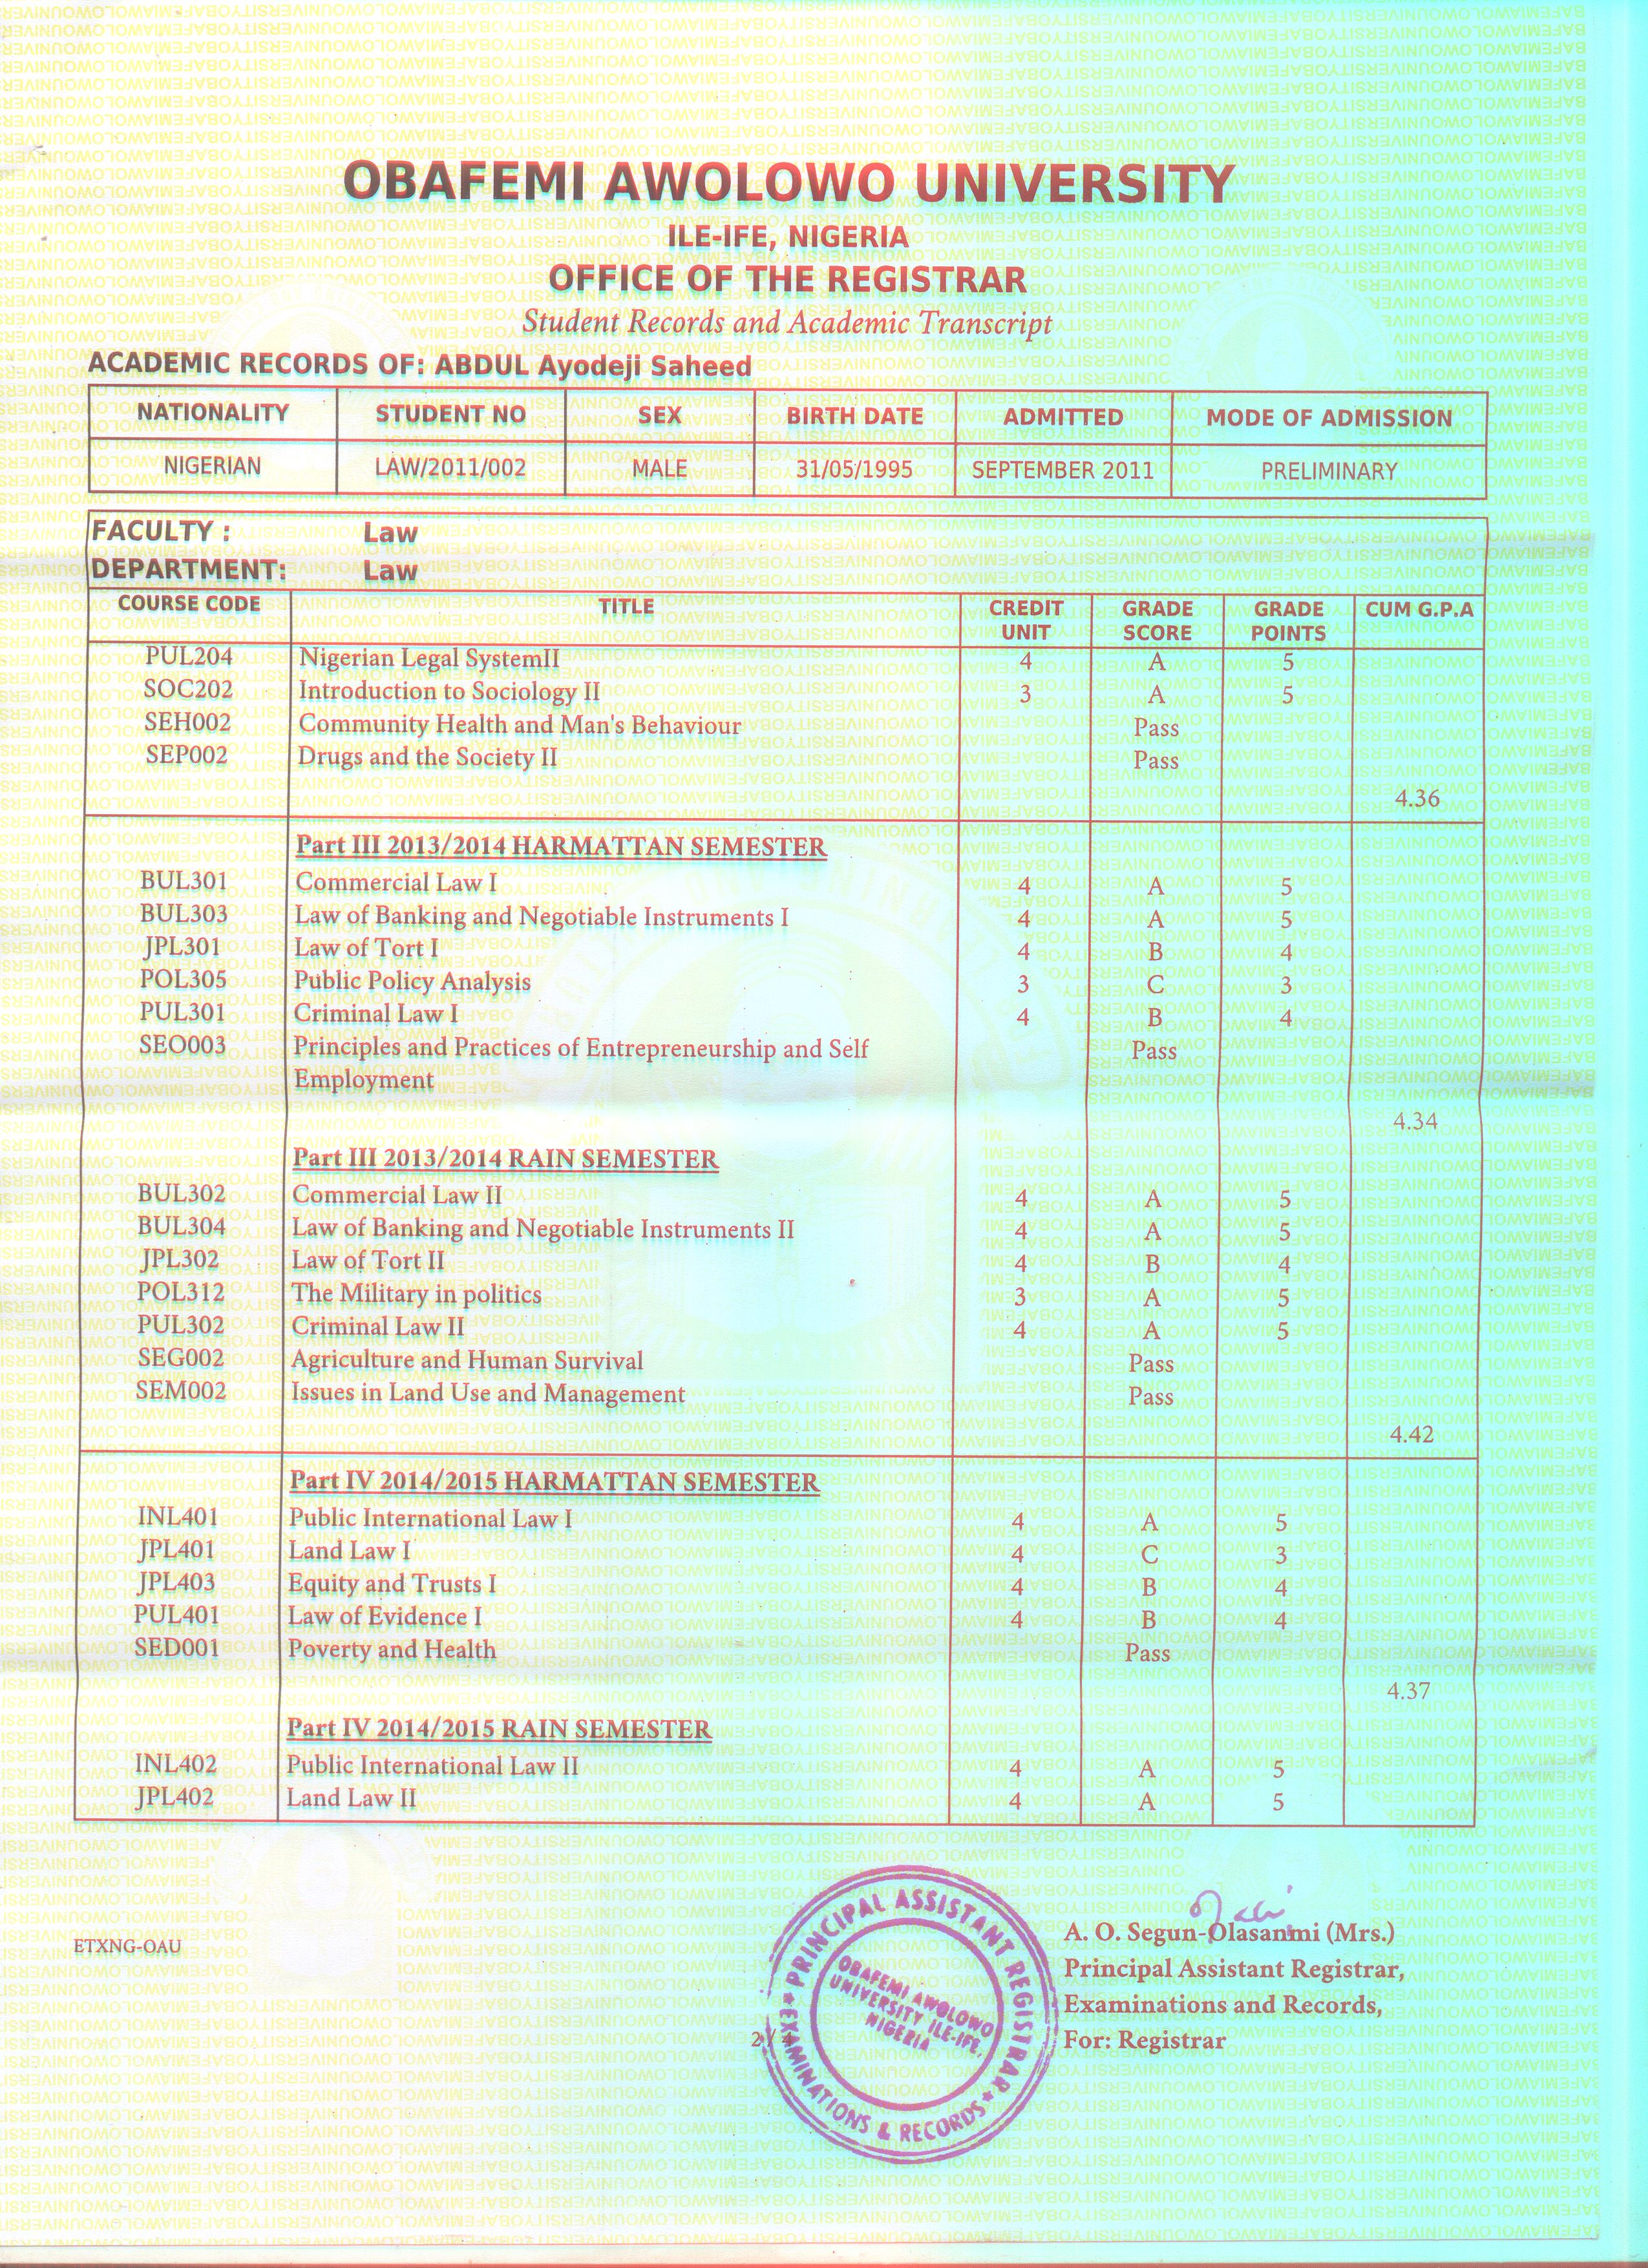 OBAFEMI AWOLOWO UNIVERSITY
ILE-IFE, NIGERIA
OFFICE OF THE REGISTRAR
Student Records and Academic Transcript
ACADEMIC RECORDS OF: ABDUL Ayodeji Saheed
NATIONALITY STUDENT NO SEX BIRTH DATE ADMITTED MODE OF ADMISSION
NIGERIAN LAW/2011/002 MALE 31/05/1995 SEPTEMBER 2011 PRELIMINARY
FACULTY : Law
DEPARTMENT: Law
COURSE CODE TITLE CREDIT UNIT GRADE SCORE GRADE POINTS CUM G.P.A
PUL204 Nigerian Legal SystemII 4 A 5
SOC202 Introduction to Sociology II 3 A 5
SEH002 Community Health and Man's Behaviour Pass
SEP002 Drugs and the Society II Pass
4.36
Part III 2013/2014 HARMATTAN SEMESTER
BUL301 Commercial Law I 4 A 5
BUL303 Law of Banking and Negotiable Instruments I 4 A 5
JPL301 Law of Tort I 4 B 4
POL305 Public Policy Analysis 3 C 3
PUL301 Criminal Law I 4 B 4
SEO003 Principles and Practices of Entrepreneurship and Self Pass
Employment
4.34
Part III 2013/2014 RAIN SEMESTER
BUL302 Commercial Law II 4 A 5
BUL304 Law of Banking and Negotiable Instruments II 4 A 5
JPL302 Law of Tort II 4 B 4
POL312 The Military in politics 3 A 5
PUL302 Criminal Law II 4 A 5
SEG002 Agriculture and Human Survival Pass
SEM002 Issues in Land Use and Management Pass
4.42
Part IV 2014/2015 HARMATTAN SEMESTER
INL401 Public International Law I 4 A 5
JPL401 Land Law I 4 C 3
JPL403 Equity and Trusts I 4 B 4
PUL401 Law of Evidence I 4 B 4
SED001 Poverty and Health Pass
4.37
Part IV 2014/2015 RAIN SEMESTER
INL402 Public International Law II 4 A 5
JPL402 Land Law II 4 A 5
ETXNG-OAU
PRINCIPAL ASSISTANT REGISTRAR
OBAFEMI AWOLOWO
UNIVERSITY ILE-IFE,
NIGERIA
EXAMINATIONS & RECORDS
2 /
A. O. Segun-Olasanmi (Mrs.)
Principal Assistant Registrar,
Examinations and Records,
For: Registrar